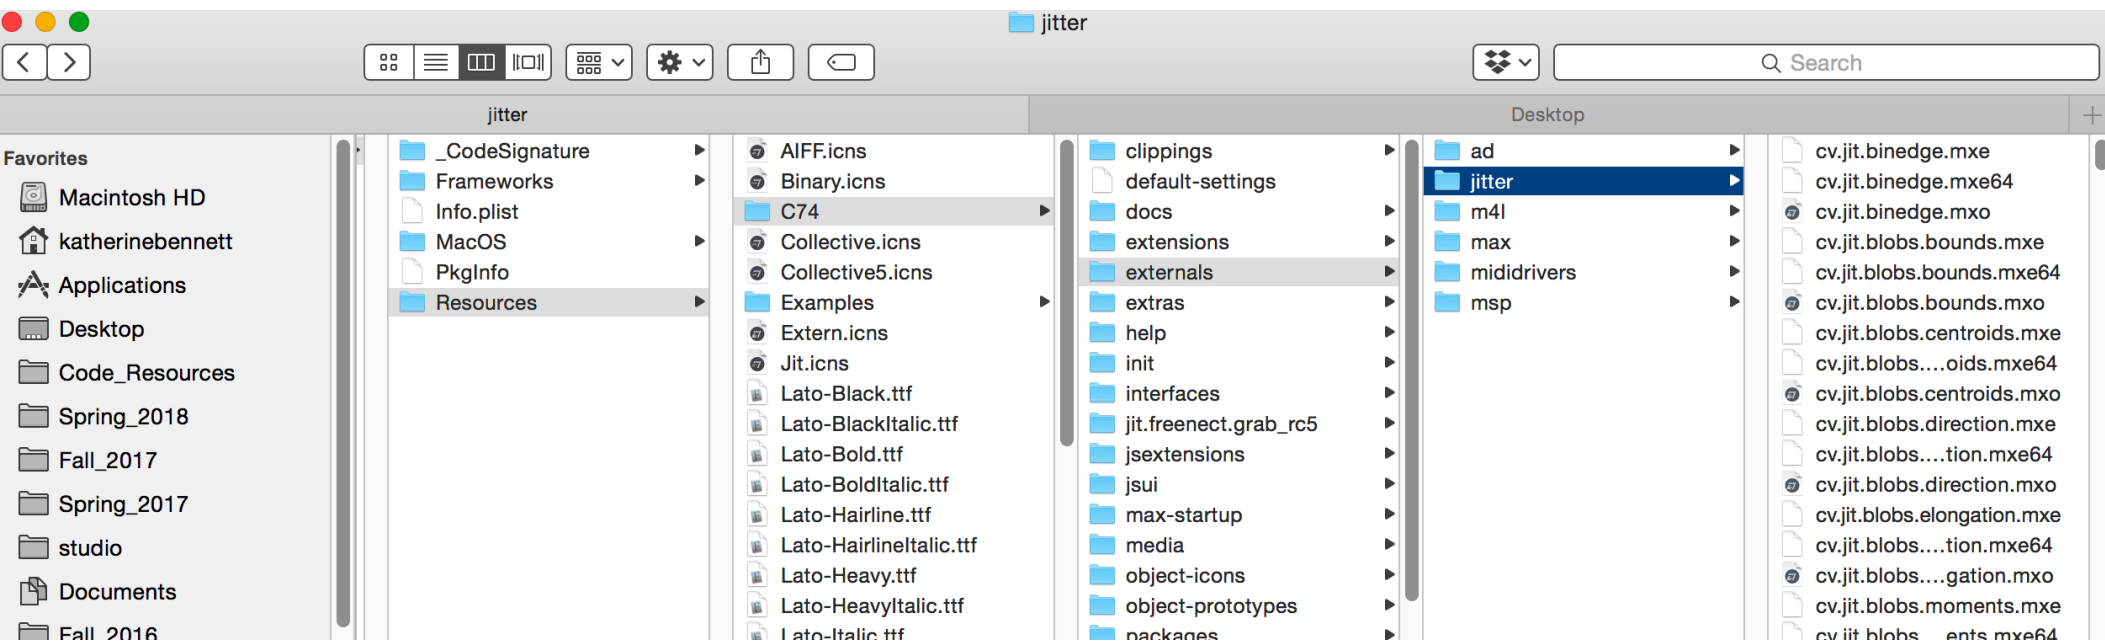 jitter
Search
jitter
Desktop
Favorites
Macintosh HD
katherinebennett
Applications
Desktop
Code_Resources
Spring_2018
Fall_2017
Spring_2017
studio
Documents
Fall_2016
_CodeSignature
Frameworks
Info.plist
MacOS
PkgInfo
Resources
AIFF.icns
Binary.icns
C74
Collective.icns
Collective5.icns
Examples
Extern.icns
Jit.icns
Lato-Black.ttf
Lato-BlackItalic.ttf
Lato-Bold.ttf
Lato-BoldItalic.ttf
Lato-Hairline.ttf
Lato-HairlineItalic.ttf
Lato-Heavy.ttf
Lato-HeavyItalic.ttf
Lato-Italic.ttf
clippings
default-settings
docs
extensions
externals
extras
help
init
interfaces
jit.freenect.grab_rc5
jsextensions
jsui
max-startup
media
object-icons
object-prototypes
packages
ad
jitter
m4l
max
mididrivers
msp
cv.jit.binedge.mxe
cv.jit.binedge.mxe64
cv.jit.binedge.mxo
cv.jit.blobs.bounds.mxe
cv.jit.blobs.bounds.mxe64
cv.jit.blobs.bounds.mxo
cv.jit.blobs.centroids.mxe
cv.jit.blobs....oids.mxe64
cv.jit.blobs.centroids.mxo
cv.jit.blobs.direction.mxe
cv.jit.blobs....tion.mxe64
cv.jit.blobs.direction.mxo
cv.jit.blobs.elongation.mxe
cv.jit.blobs....tion.mxe64
cv.jit.blobs....gation.mxo
cv.jit.blobs.moments.mxe
cv.jit.blobs....ents.mxe64